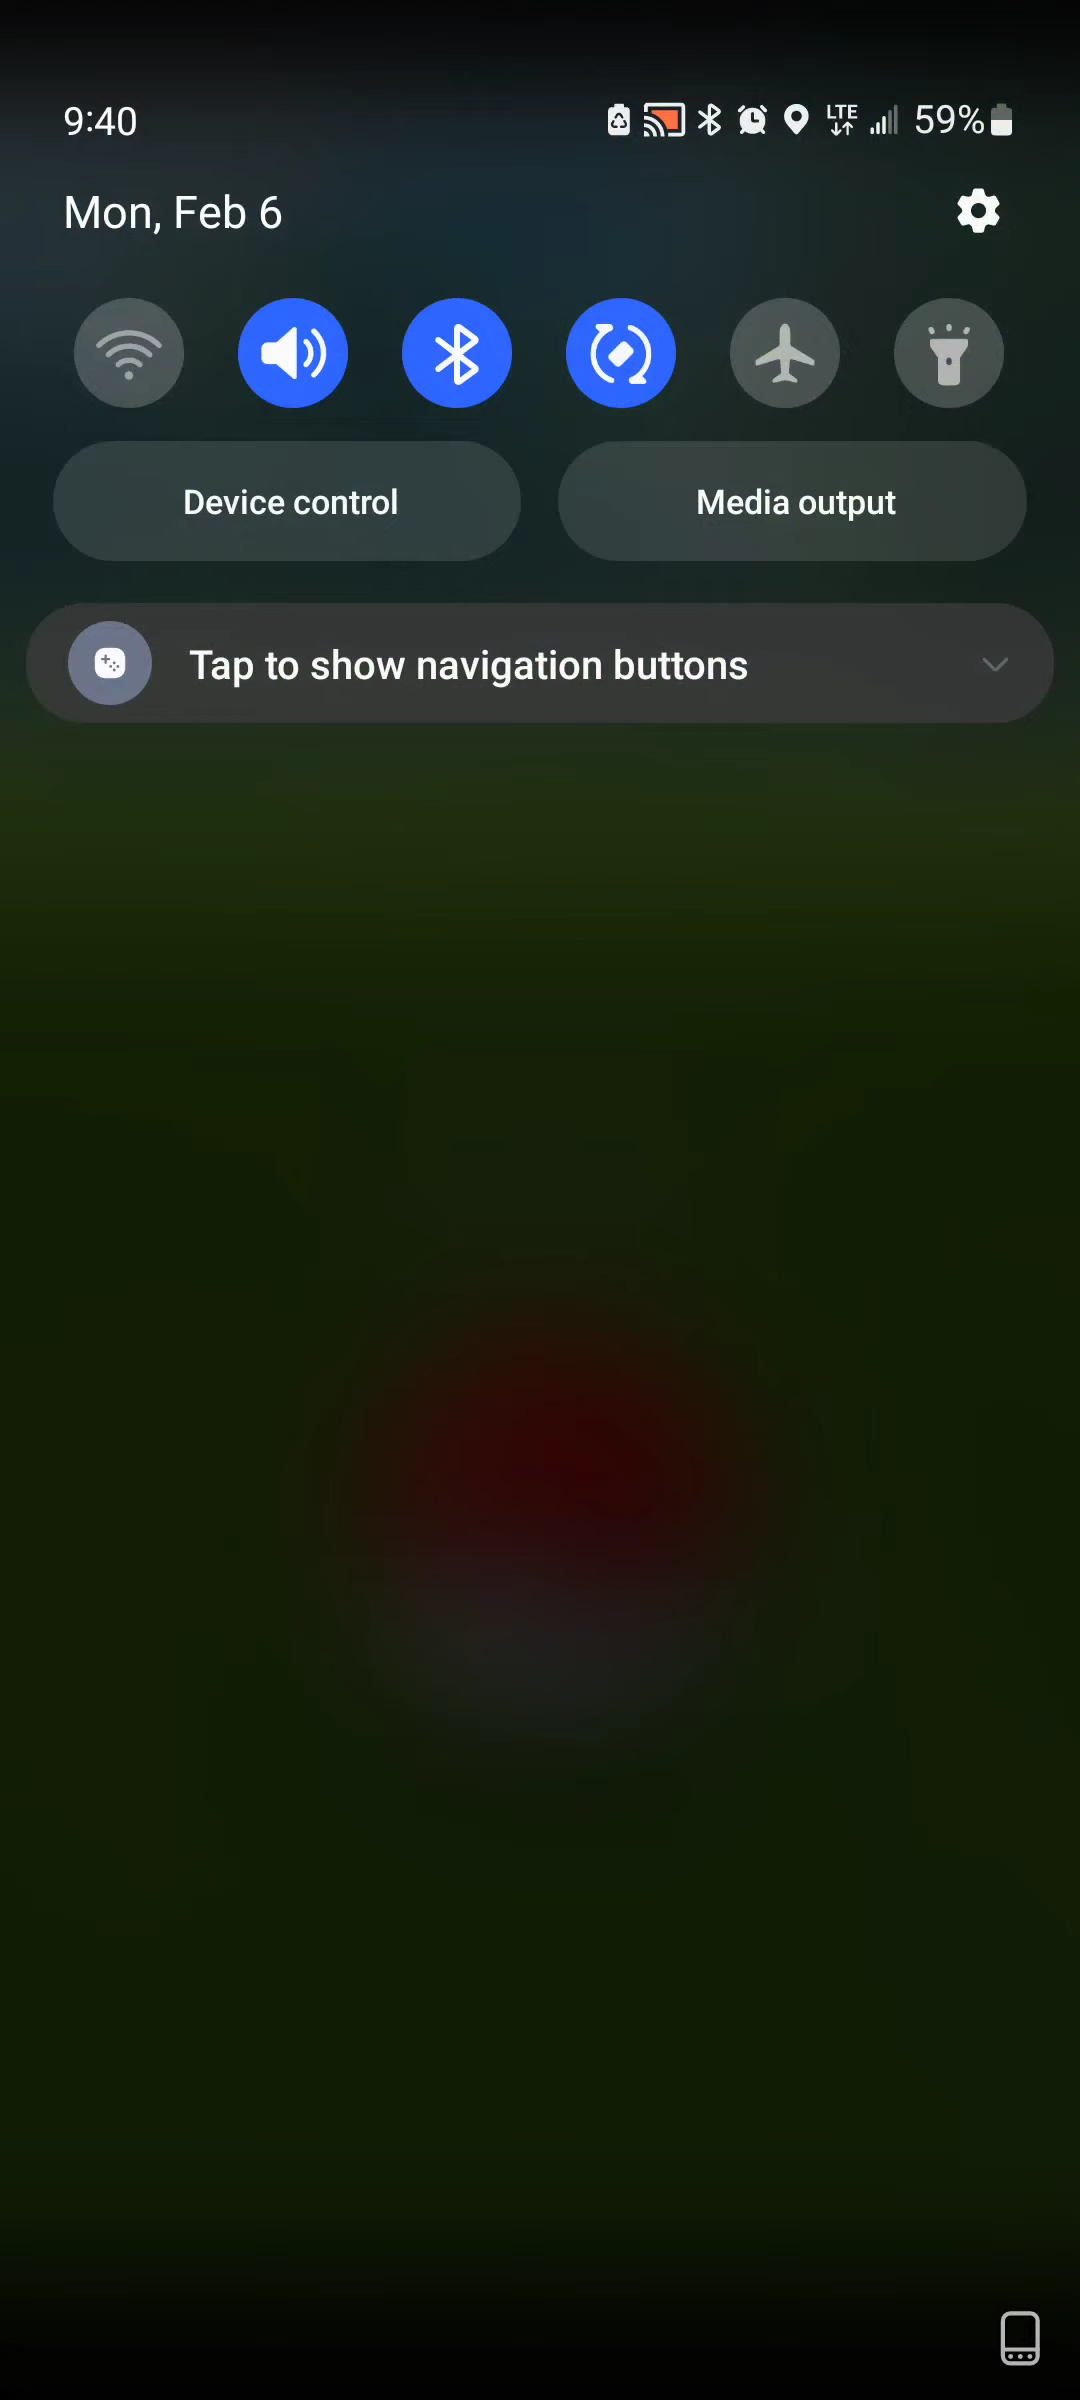 9:40
LTE
59%
Mon, Feb 6
Device control
Media output
Tap to show navigation buttons